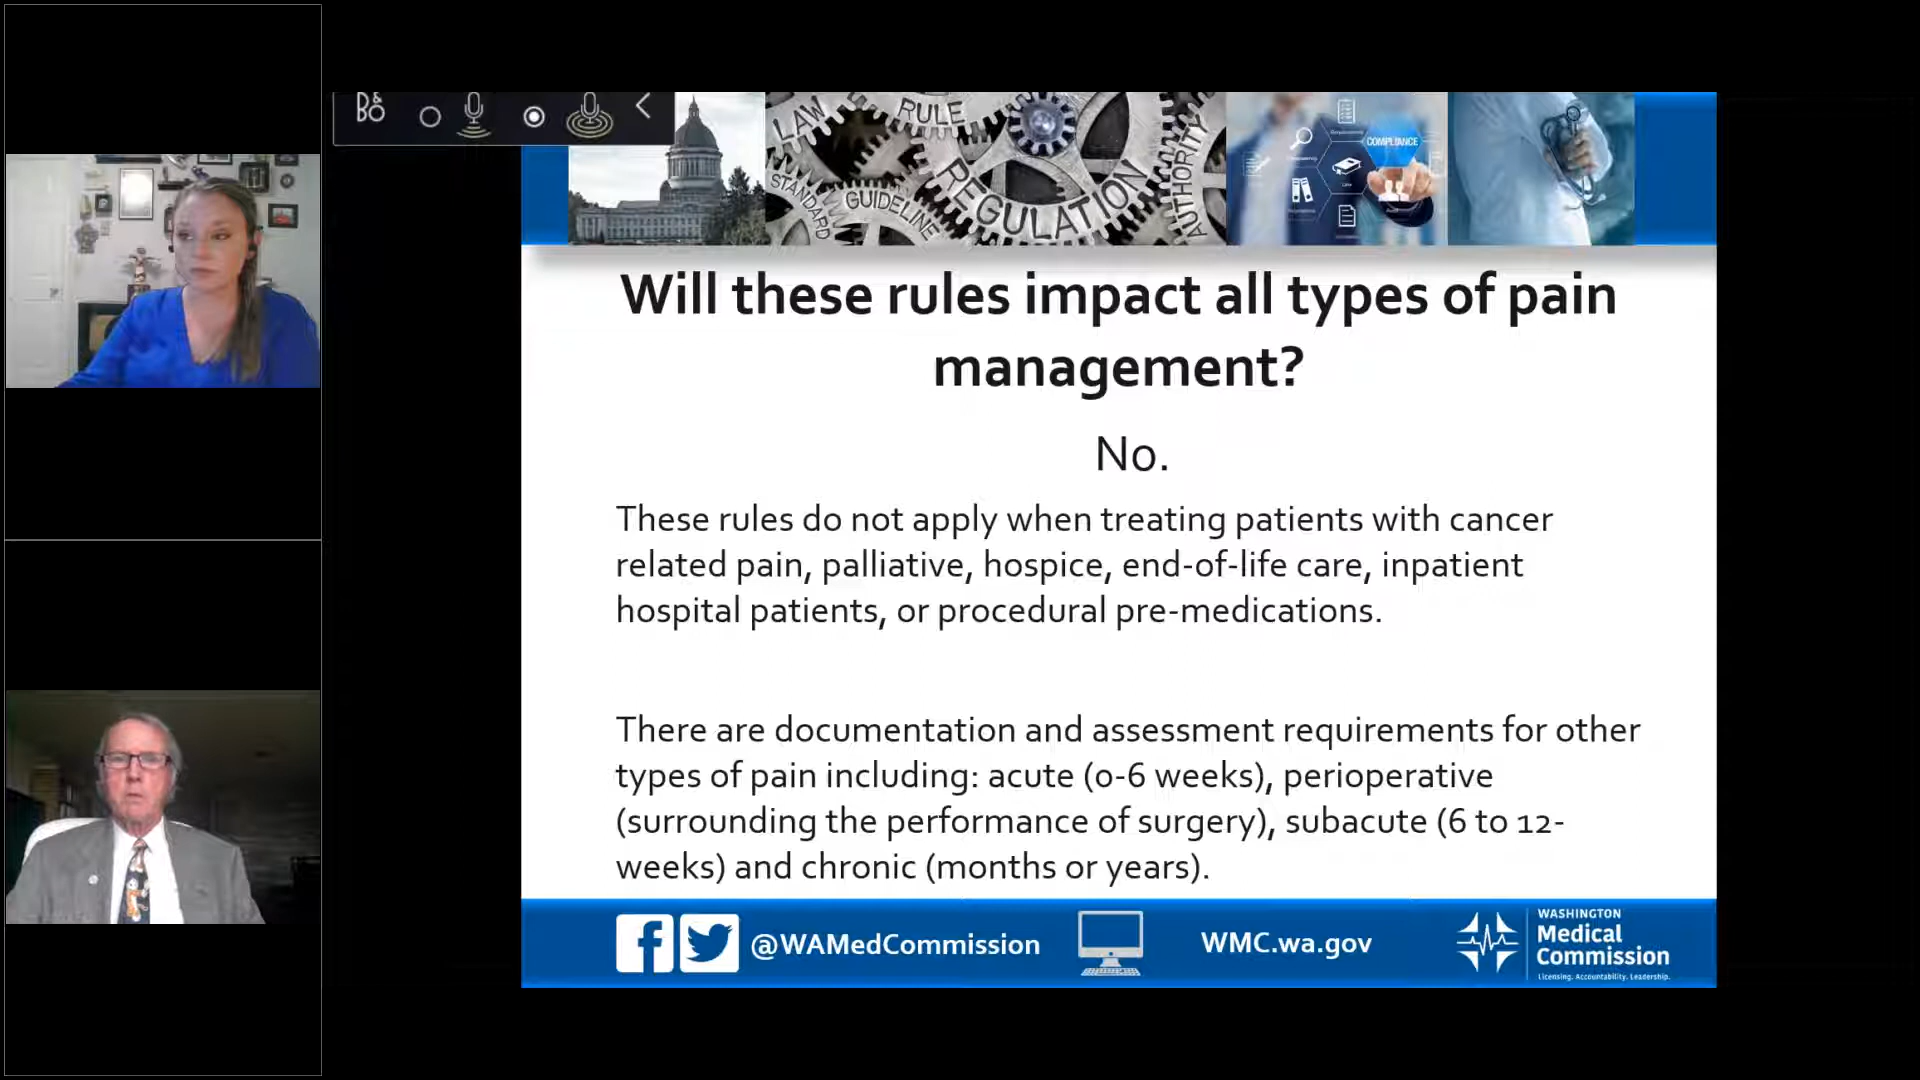 B&O
LAW
RULE
REGULATION
AUTHORITY
STANDARD
GUIDELINE
COMPLIANCE
Will these rules impact all types of pain
management?
No.
These rules do not apply when treating patients with cancer
related pain, palliative, hospice, end-of-life care, inpatient
hospital patients, or procedural pre-medications.
There are documentation and assessment requirements for other
types of pain including: acute (0-6 weeks), perioperative
(surrounding the performance of surgery), subacute (6 to 12-
weeks) and chronic (months or years).
@WAMedCommission
WMC.wa.gov
WASHINGTON
Medical
Commission
Licensing. Accountability. Leadership.